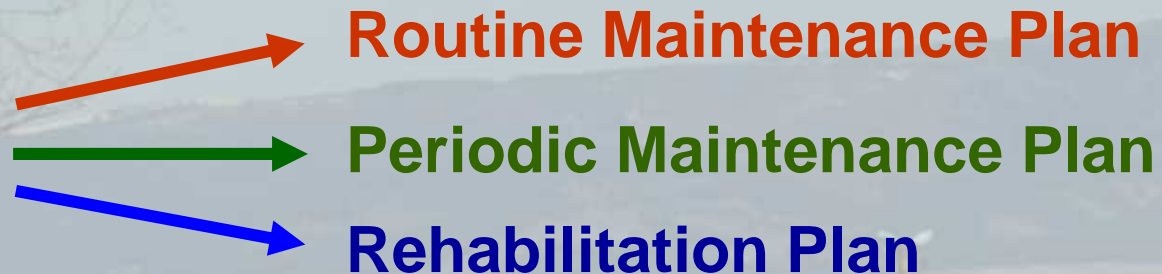 Routine Maintenance Plan
Periodic Maintenance Plan
Rehabilitation Plan